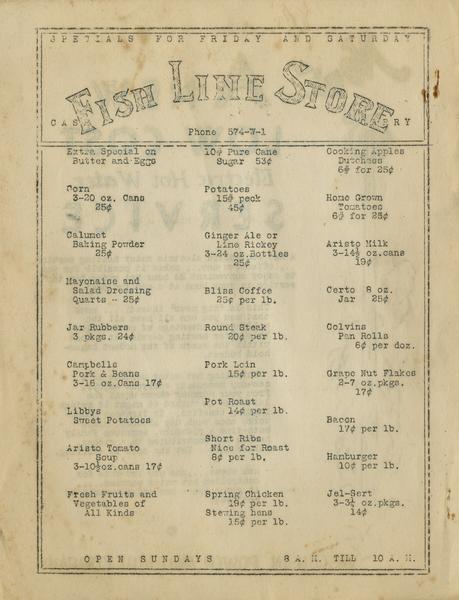 SPECIALS FOR FRIDAY AND SATURDAY
FISH LINE STORE
CASH
Phone 574-W-1
Extra Special on
Butter and Eggs
Corn
3-20 oz. Cans
25¢
Calumet
Baking Powder
25¢
Mayonaise and
Salad Dressing
Quarts -- 25¢
Jar Rubbers
3 pkgs. 24¢
Campbells
Pork & Beans
3-16 oz.Cans 17¢
Libbys
Sweet Potatoes
Aristo Tomato
Soup
3-10½oz.cans 17¢
Fresh Fruits and
Vegetables of
All Kinds
10# Pure Cane
Sugar 53¢
Potatoes
15# peck
45¢
Ginger Ale or
Lime Rickey
3-24 oz.Bottles
25¢
Bliss Coffee
25¢ per lb.
Round Steak
20¢ per lb.
Pork Loin
15¢ per lb.
Pot Roast
14¢ per lb.
Short Ribs
Nice for Roast
8¢ per lb.
Spring Chicken
19¢ per lb.
Stewing hens
15¢ per lb.
Cooking Apples
Dutchess
6# for 25¢
Home Grown
Tomatoes
6# for 25¢
Aristo Milk
3-14½ oz.cans
19¢
Certo 8 oz.
Jar 25¢
Colvins
Pan Rolls
6¢ per doz.
Grape Nut Flakes
2-7 oz.pkgs.
17¢
Bacon
17¢ per lb.
Hamburger
10¢ per lb.
Jel-Sert
3-3¼ oz.pkgs.
14¢
OPEN SUNDAYS 8 A.M. TILL 10 A.M.